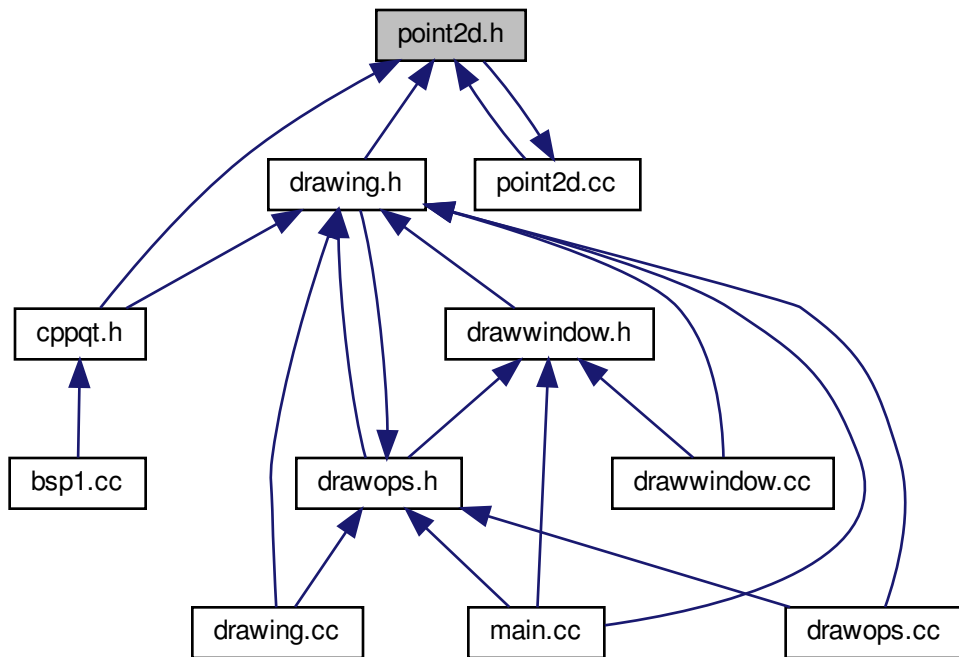 point2d.h
drawing.h
point2d.cc
cppqt.h
drawwindow.h
bsp1.cc
drawops.h
drawwindow.cc
drawing.cc
main.cc
drawops.cc